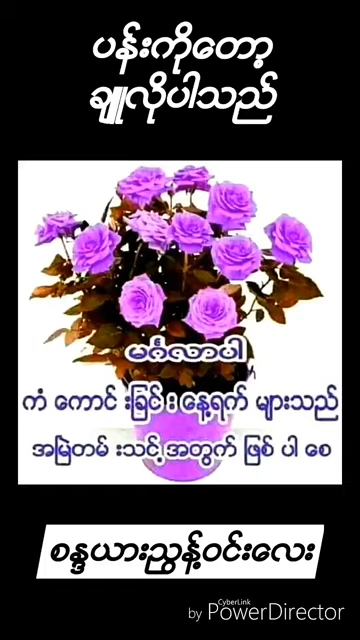 ပန်းကိုတော့
ချူလိုပါသည်
မင်္ဂလာပါ
ကံ ကောင် းခြင် း နေ့ရက် များသည်
အမြဲတမ် းသင့် အတွက် ဖြစ် ပါ စေ
စန္ဒယားညွန့်ဝင်းလေး
by CyberLink PowerDirector